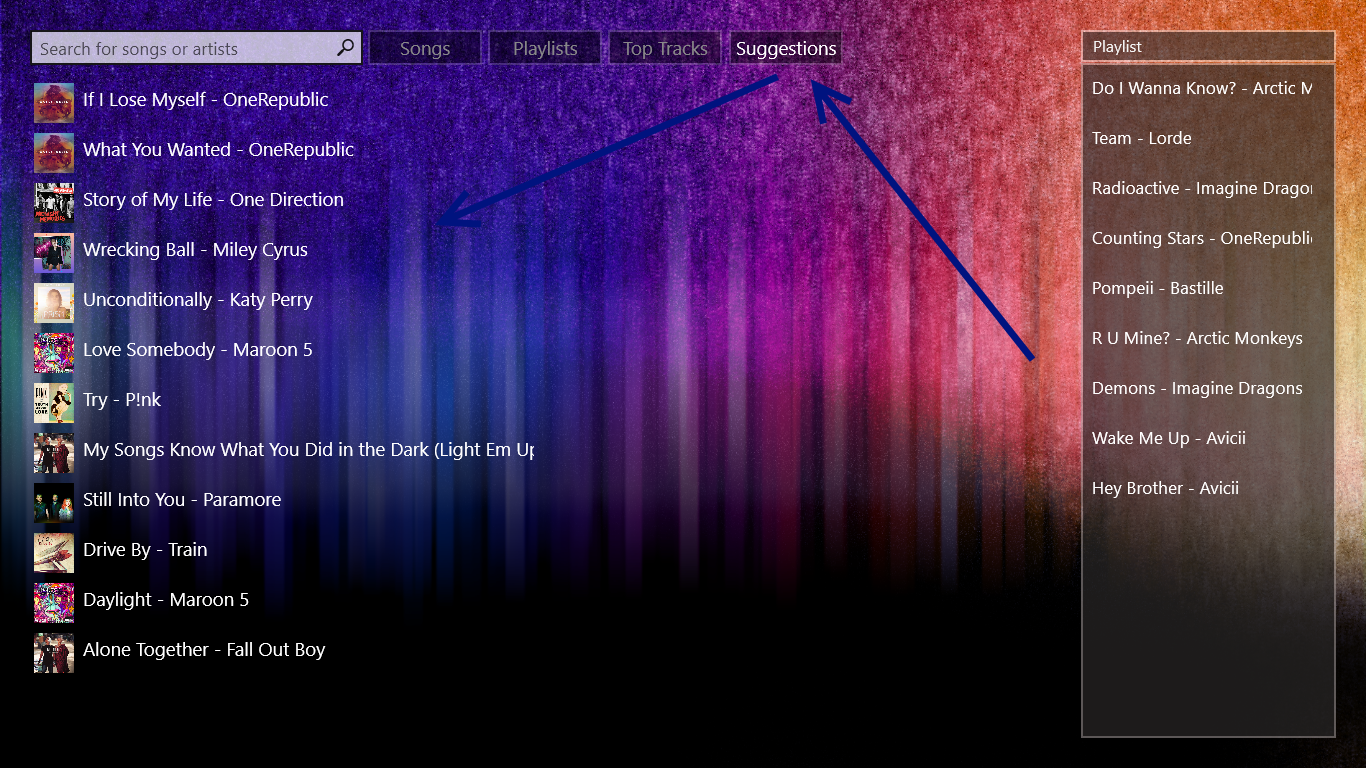 Search for songs or artists
Songs
Playlists
Top Tracks
Suggestions
If I Lose Myself - OneRepublic
What You Wanted - OneRepublic
Story of My Life - One Direction
Wrecking Ball - Miley Cyrus
Unconditionally - Katy Perry
Love Somebody - Maroon 5
Try - P!nk
My Songs Know What You Did in the Dark (Light Em Up
Still Into You - Paramore
Drive By - Train
Daylight - Maroon 5
Alone Together - Fall Out Boy
Playlist
Do I Wanna Know? - Arctic M
Team - Lorde
Radioactive - Imagine Dragon
Counting Stars - OneRepubli
Pompeii - Bastille
R U Mine? - Arctic Monkeys
Demons - Imagine Dragons
Wake Me Up - Avicii
Hey Brother - Avicii